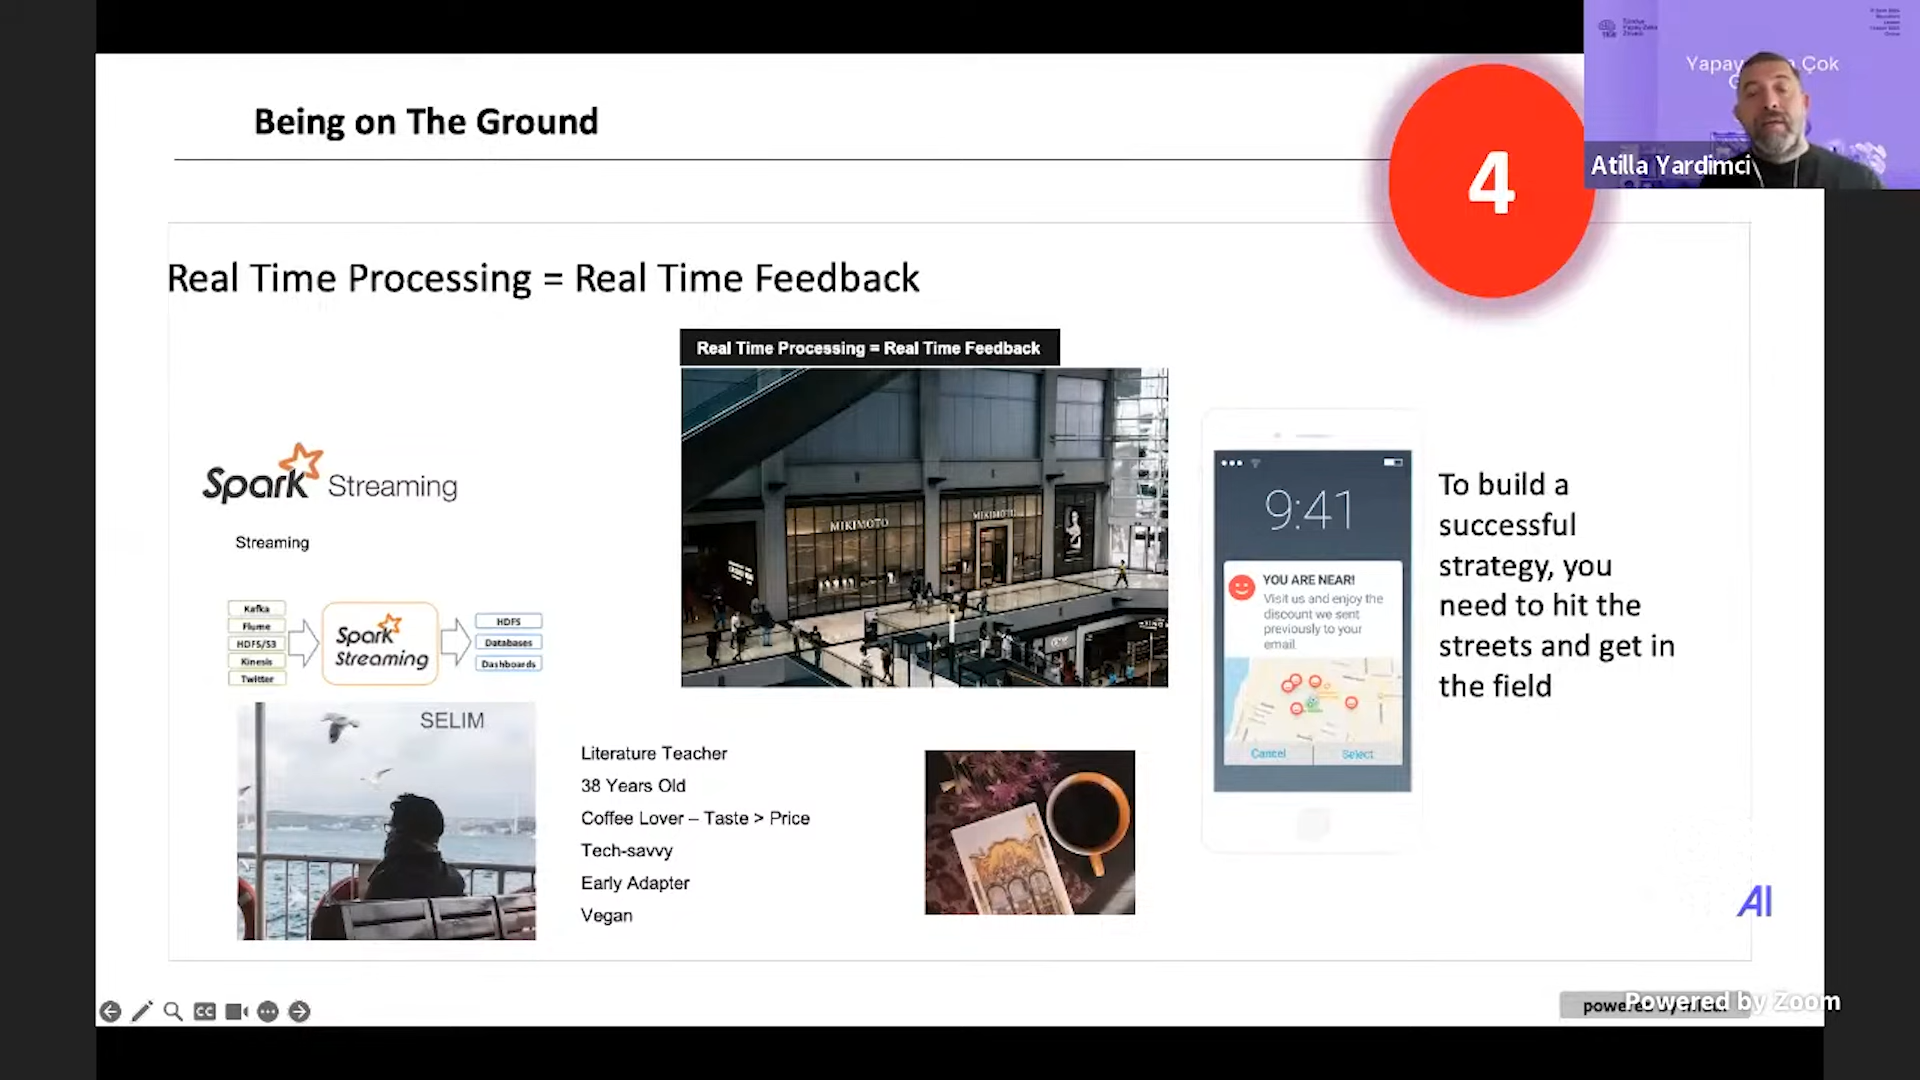 Being on The Ground
4
Atilla Yardimci
Real Time Processing = Real Time Feedback
Real Time Processing = Real Time Feedback
MIKIMOTO
MIKIMOTO
Spark Streaming
Streaming
Kafka
Flume
HDFS/S3
Kinesis
Twitter
Spark
Streaming
HDFS
Databases
Dashboards
9:41
YOU ARE NEAR!
Visit us and enjoy the
discount we sent
previously to your
email.
Cancel
Select
To build a
successful
strategy, you
need to hit the
streets and get in
the field
SELIM
Literature Teacher
38 Years Old
Coffee Lover – Taste > Price
Tech-savvy
Early Adapter
Vegan
AI
CC
Powered by Zoom